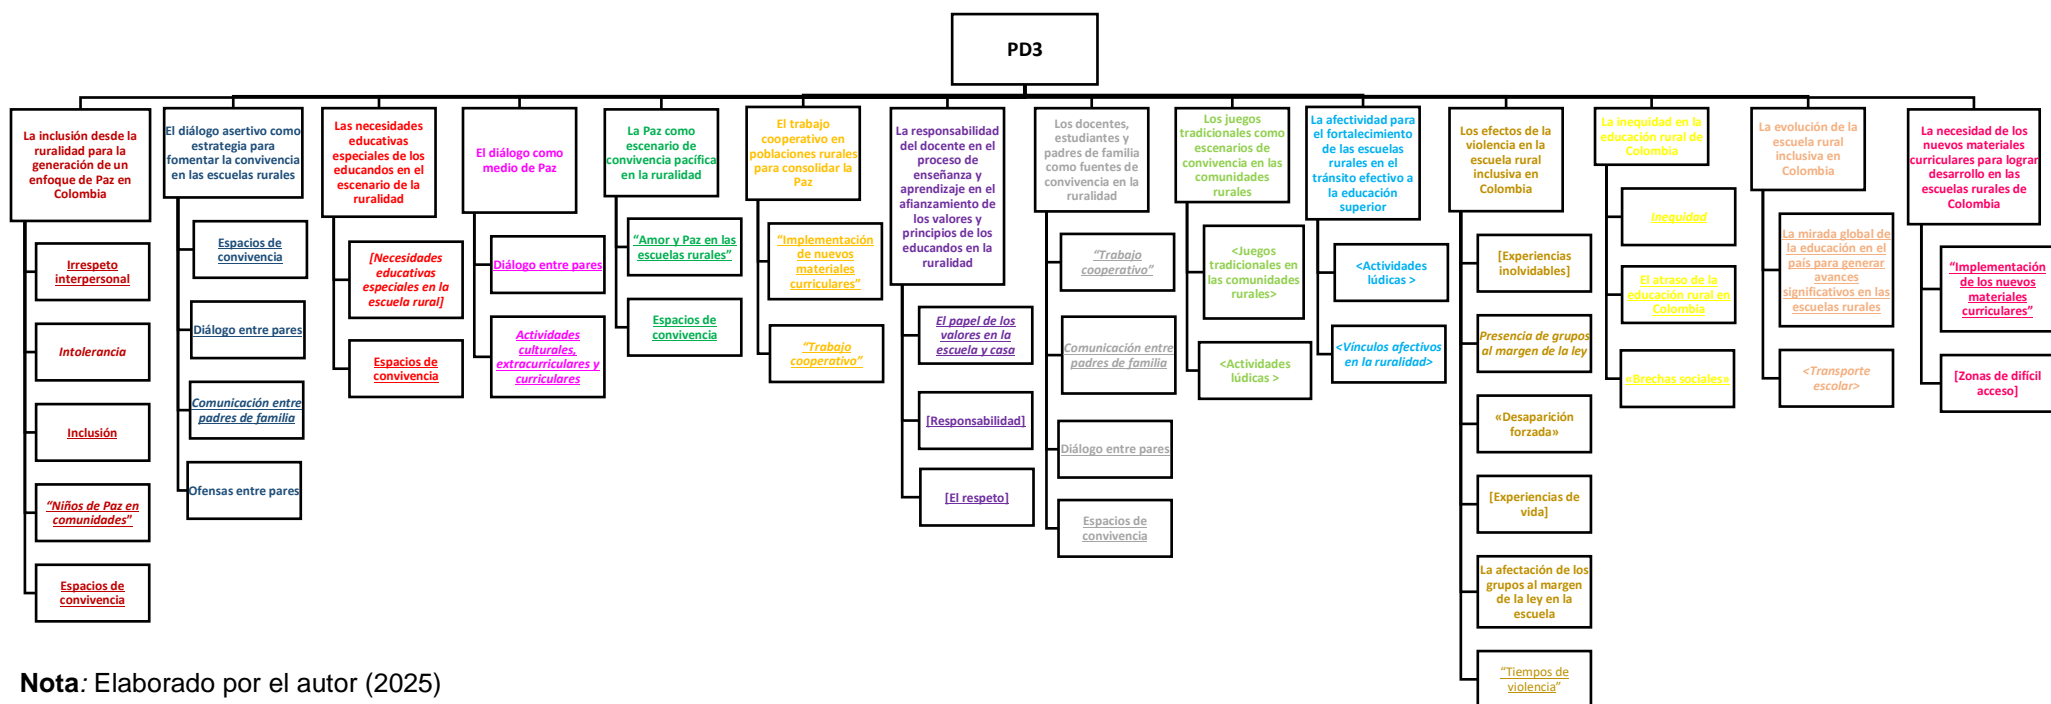 PD3
La inclusión desde la
ruralidad para la
generación de un
enfoque de Paz en
Colombia
Irrespeto
interpersonal
Intolerancia
Inclusión
“Niños de Paz en
comunidades”
Espacios de
convivencia
El diálogo asertivo como
estrategia para
fomentar la convivencia
en las escuelas rurales
Espacios de
convivencia
Diálogo entre pares
Comunicación entre
padres de familia
Ofensas entre pares
Las necesidades
educativas
especiales de los
educandos en el
escenario de la
ruralidad
[Necesidades
educativas
especiales en la
escuela rural]
Espacios de
convivencia
El diálogo como
medio de Paz
Diálogo entre pares
Actividades
culturales,
extracurriculares y
curriculares
La Paz como
escenario de
convivencia pacífica
en la ruralidad
“Amor y Paz en las
escuelas rurales”
Espacios de
convivencia
El trabajo
cooperativo en
poblaciones rurales
para consolidar la
Paz
“Implementación
de nuevos
materiales
curriculares”
“Trabajo
cooperativo”
La responsabilidad
del docente en el
proceso de
enseñanza y
aprendizaje en el
afianzamiento de
los valores y
principios de los
educandos en la
ruralidad
El papel de los
valores en la
escuela y casa
[Responsabilidad]
[El respeto]
Los docentes,
estudiantes y
padres de familia
como fuentes de
convivencia en la
ruralidad
“Trabajo
cooperativo”
Comunicación entre
padres de familia
Diálogo entre pares
Espacios de
convivencia
Los juegos
tradicionales como
escenarios de
convivencia en las
comunidades
rurales
<Juegos
tradicionales en
las comunidades
rurales>
<Actividades
lúdicas >
La afectividad para
el fortalecimiento
de las escuelas
rurales en el
tránsito efectivo a
la educación
superior
<Actividades
lúdicas >
<Vínculos afectivos
en la ruralidad>
Los efectos de la
violencia en la
escuela rural
inclusiva en
Colombia
[Experiencias
inolvidables]
Presencia de grupos
al margen de la ley
«Desaparición
forzada»
[Experiencias de
vida]
La afectación de los
grupos al margen
de la ley en la
escuela
“Tiempos de
violencia”
La inequidad en la
educación rural de
Colombia
Inequidad
El atraso de la
educación rural en
Colombia
«Brechas sociales»
La evolución de la
escuela rural
inclusiva en
Colombia
La mirada global de
la educación en el
país para generar
avances
significativos en las
escuelas rurales
<Transporte
escolar>
La necesidad de los
nuevos materiales
curriculares para lograr
desarrollo en las
escuelas rurales de
Colombia
“Implementación
de los nuevos
materiales
curriculares”
[Zonas de difícil
acceso]
Nota: Elaborado por el autor (2025)